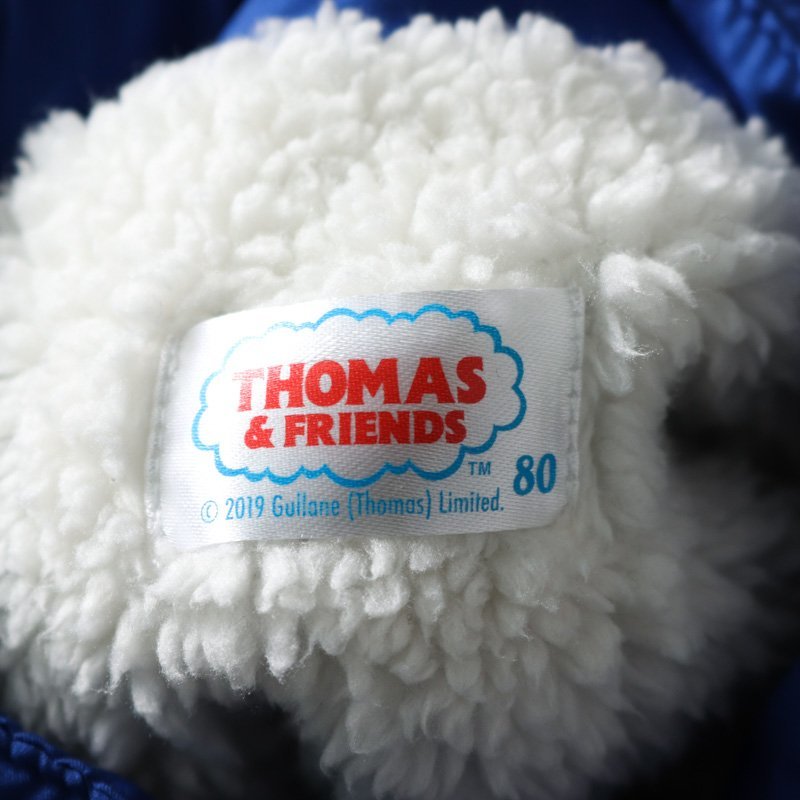 THOMAS
& FRIENDS
TM
80
© 2019 Gullane (Thomas) Limited.